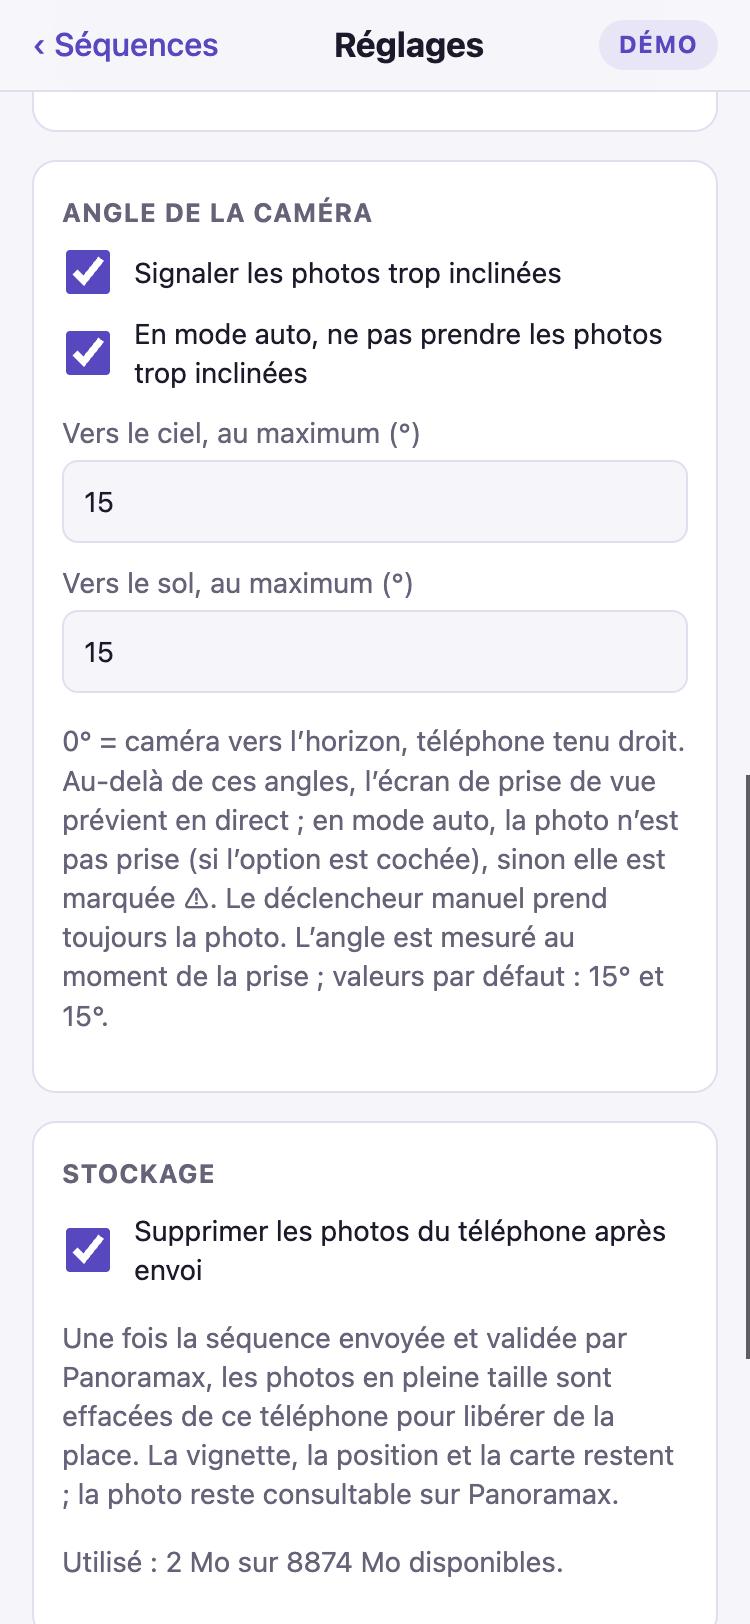 ‹ Séquences
Réglages
DÉMO
ANGLE DE LA CAMÉRA
Signaler les photos trop inclinées
En mode auto, ne pas prendre les photos
trop inclinées
Vers le ciel, au maximum (°)
15
Vers le sol, au maximum (°)
15
0° = caméra vers l’horizon, téléphone tenu droit.
Au-delà de ces angles, l’écran de prise de vue
prévient en direct ; en mode auto, la photo n’est
pas prise (si l’option est cochée), sinon elle est
marquée ⚠. Le déclencheur manuel prend
toujours la photo. L’angle est mesuré au
moment de la prise ; valeurs par défaut : 15° et
15°.
STOCKAGE
Supprimer les photos du téléphone après
envoi
Une fois la séquence envoyée et validée par
Panoramax, les photos en pleine taille sont
effacées de ce téléphone pour libérer de la
place. La vignette, la position et la carte restent
; la photo reste consultable sur Panoramax.
Utilisé : 2 Mo sur 8874 Mo disponibles.